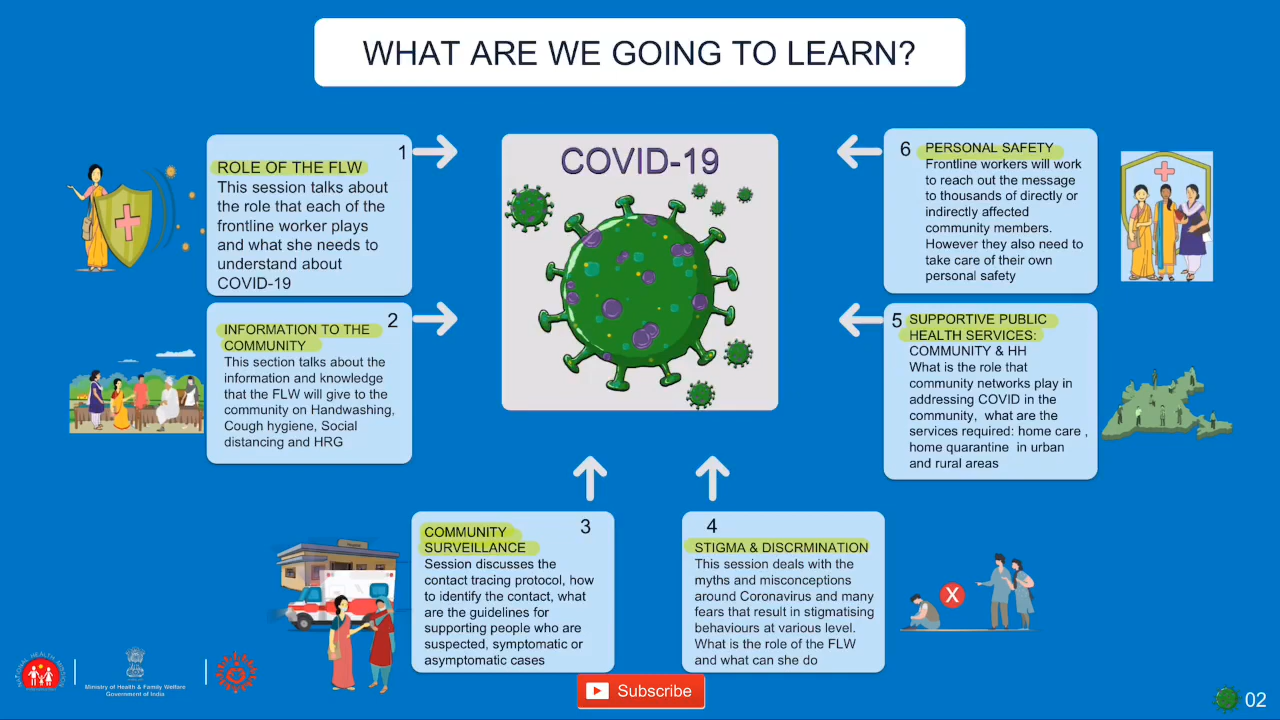 WHAT ARE WE GOING TO LEARN?
1
ROLE OF THE FLW
This session talks about
the role that each of the
frontline worker plays
and what she needs to
understand about
COVID-19
2
INFORMATION TO THE
COMMUNITY
This section talks about the
information and knowledge
that the FLW will give to the
community on Handwashing,
Cough hygiene, Social
distancing and HRG
3
COMMUNITY
SURVEILLANCE
Session discusses the
contact tracing protocol, how
to identify the contact, what
are the guidelines for
supporting people who are
suspected, symptomatic or
asymptomatic cases
4
STIGMA & DISCRMINATION
This session deals with the
myths and misconceptions
around Coronavirus and many
fears that result in stigmatising
behaviours at various level.
What is the role of the FLW
and what can she do
5
SUPPORTIVE PUBLIC
HEALTH SERVICES:
COMMUNITY & HH
What is the role that
community networks play in
addressing COVID in the
community, what are the
services required: home care ,
home quarantine in urban
and rural areas
6
PERSONAL SAFETY
Frontline workers will work
to reach out the message
to thousands of directly or
indirectly affected
community members.
However they also need to
take care of their own
personal safety
COVID-19
X
NATIONAL HEALTH MISSION
Ministry of Health & Family Welfare
Government of India
Subscribe
02